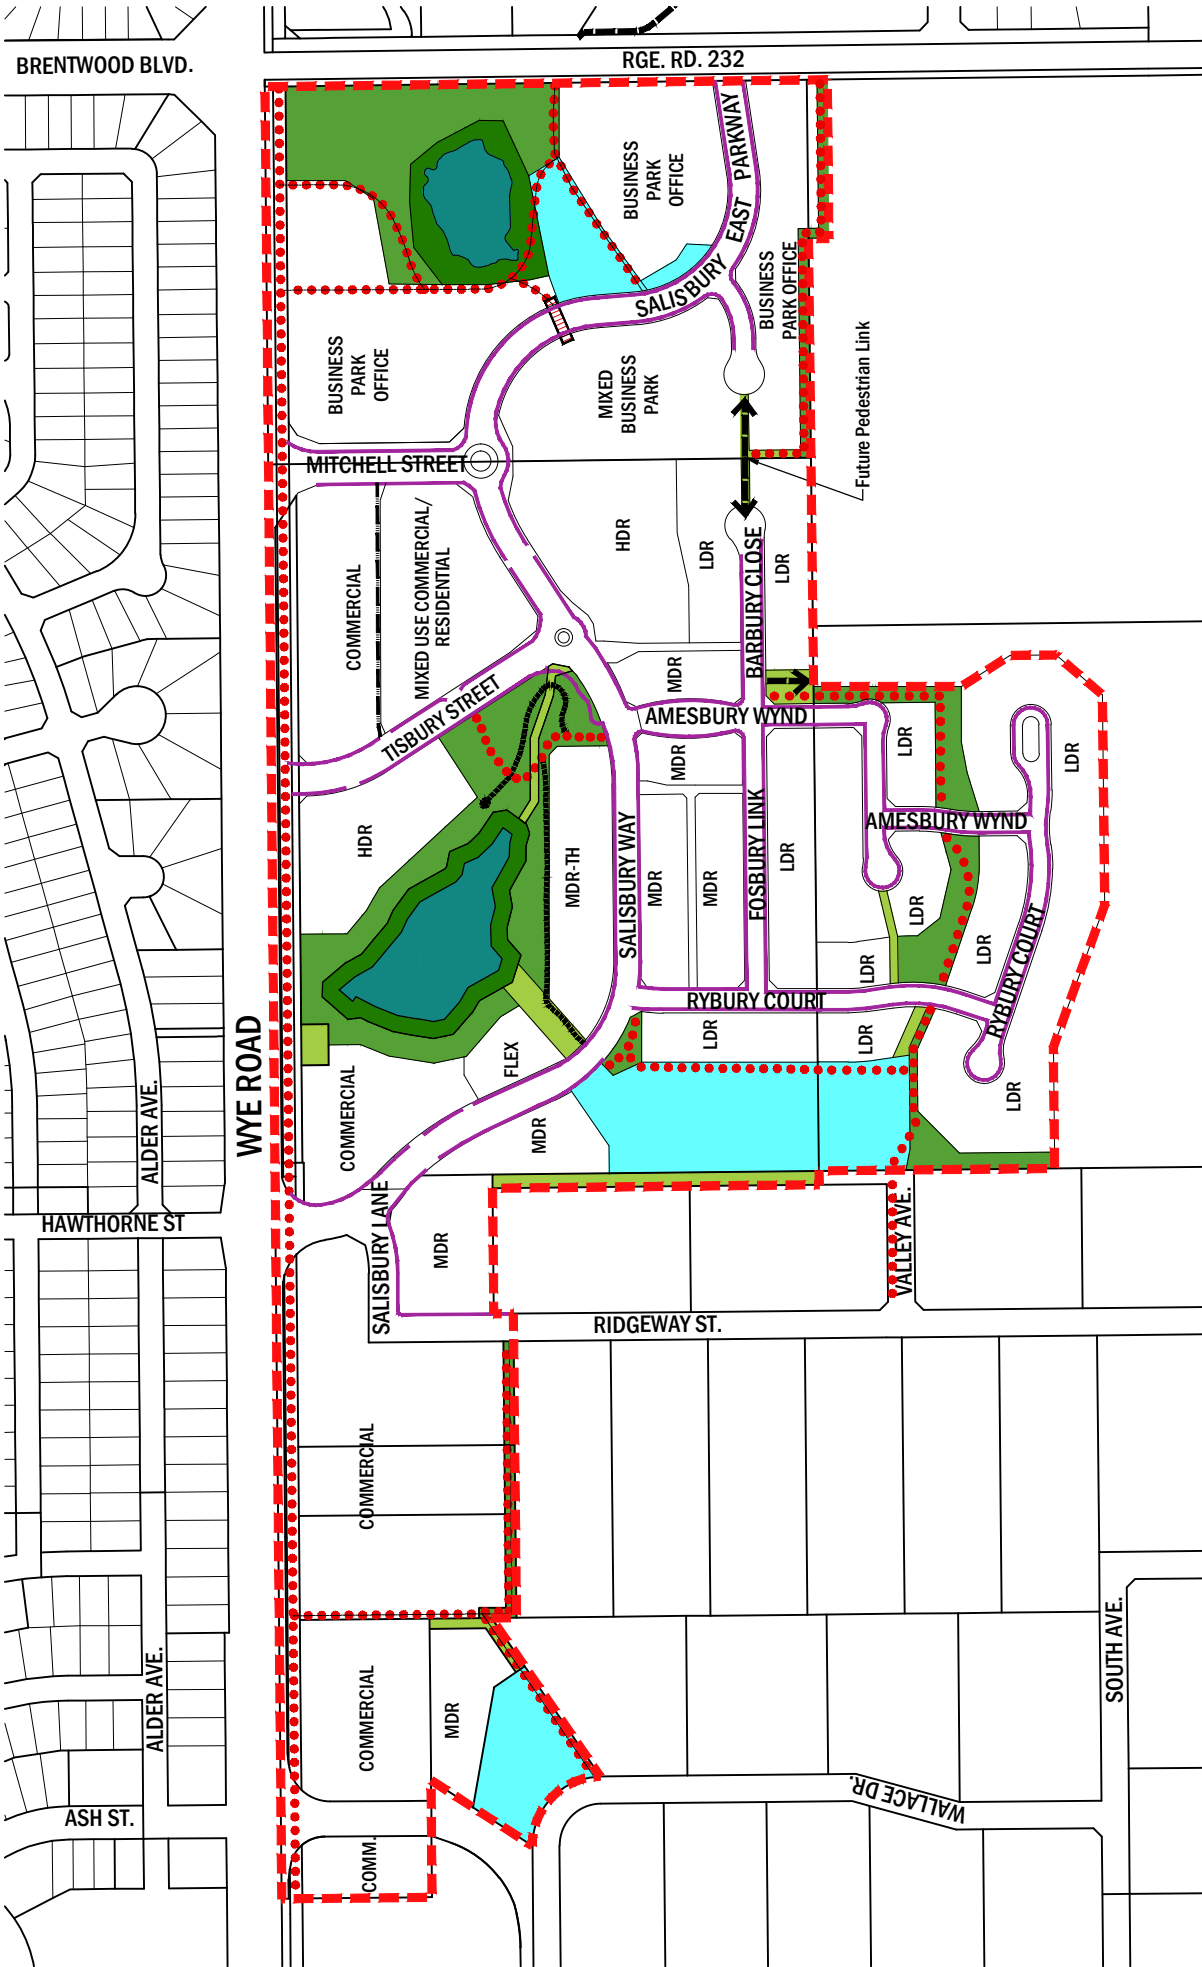 BRENTWOOD BLVD.
RGE. RD. 232
BUSINESS
PARK
OFFICE
SALISBURY EAST PARKWAY
BUSINESS
PARK OFFICE
BUSINESS
PARK
OFFICE
MIXED
BUSINESS
PARK
Future Pedestrian Link
MITCHELL STREET
COMMERCIAL
MIXED USE COMMERCIAL/
RESIDENTIAL
HDR
LDR
BARBURY CLOSE
LDR
MDR
TISBURY STREET
AMESBURY WYND
MDR
LDR
LDR
HDR
MDR-TH
SALISBURY WAY
MDR
MDR
FOSBURY LINK
LDR
AMESBURY WYND
LDR
LDR
LDR
RYBURY COURT
RYBURY COURT
WYE ROAD
ALDER AVE.
COMMERCIAL
FLEX
MDR
LDR
LDR
LDR
HAWTHORNE ST
SALISBURY LANE
MDR
VALLEY AVE.
RIDGEWAY ST.
COMMERCIAL
ALDER AVE.
COMMERCIAL
MDR
SOUTH AVE.
WALLACE DR.
ASH ST.
COMM.